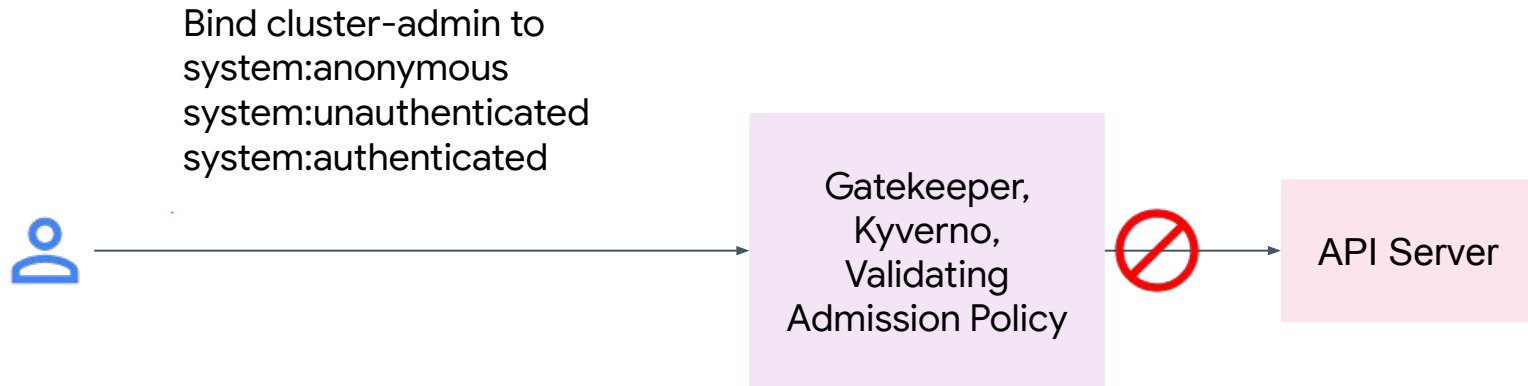 Bind cluster-admin to
system:anonymous
system:unauthenticated
system:authenticated
Gatekeeper,
Kyverno,
Validating
Admission Policy
API Server